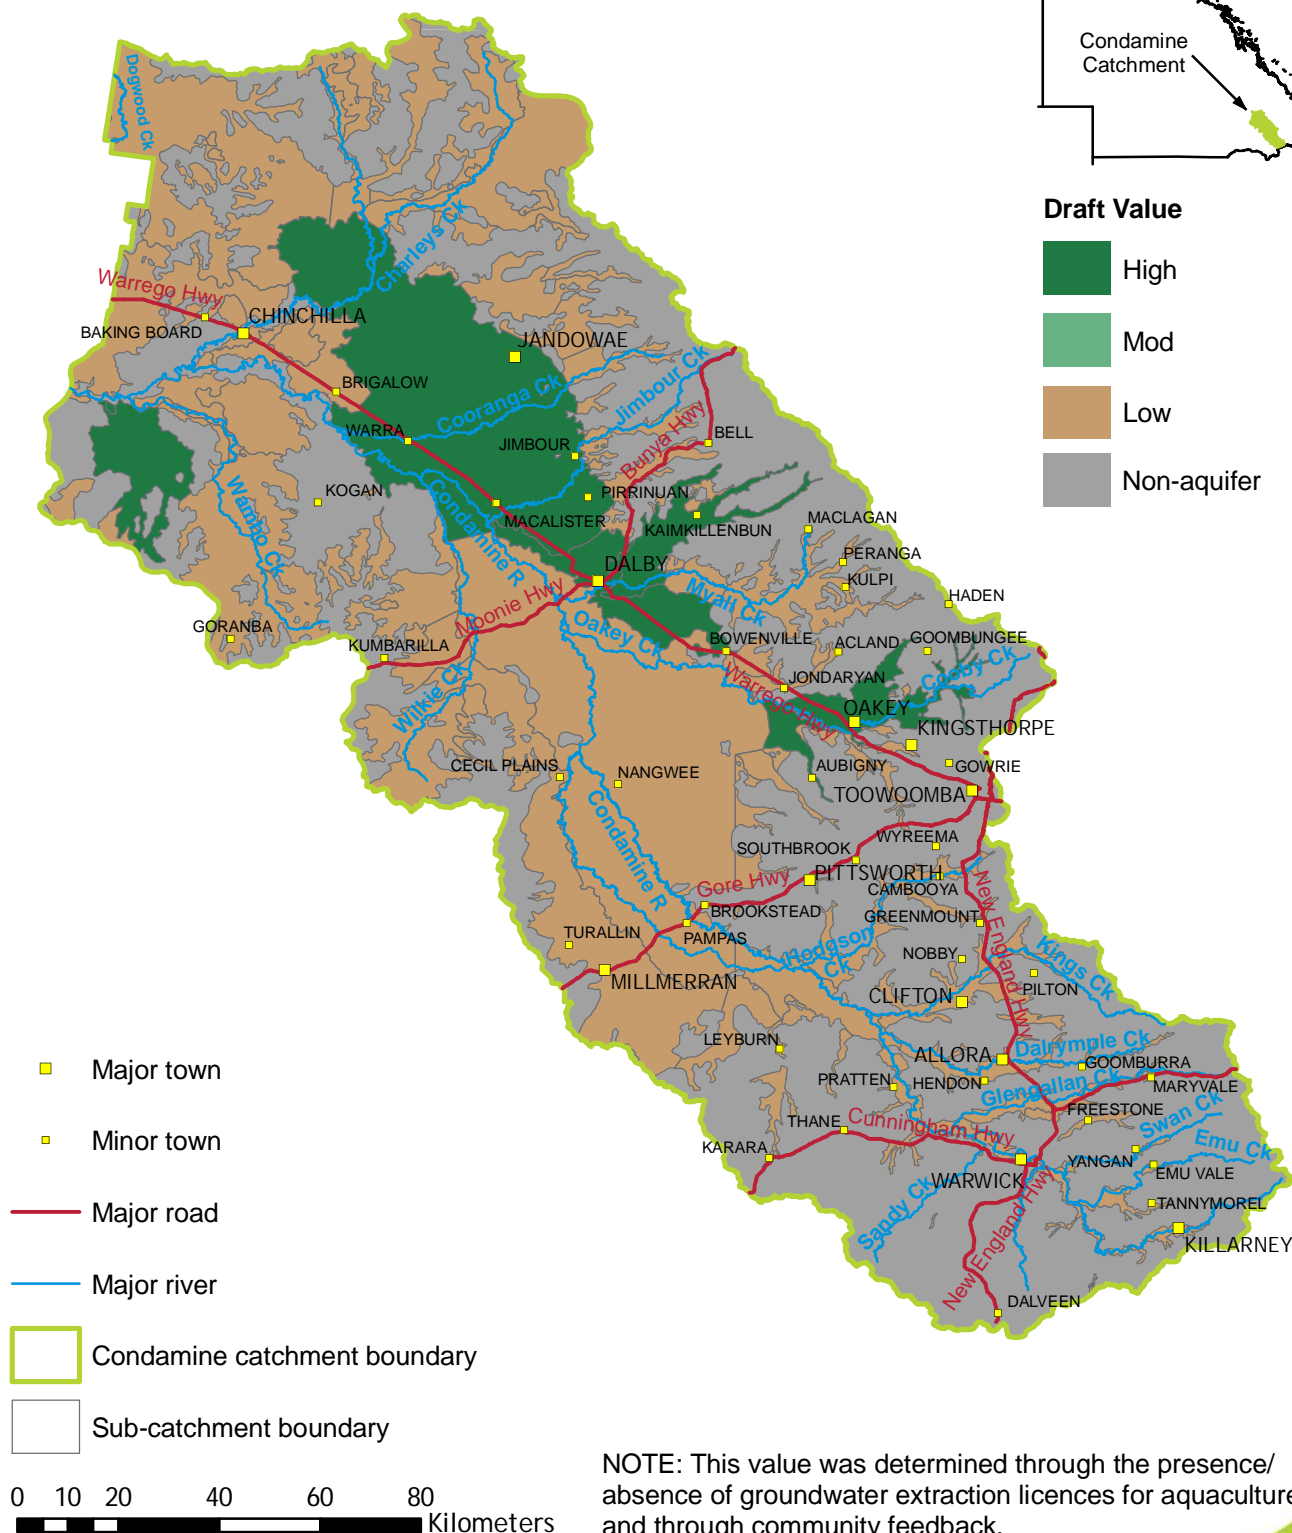 Condamine
Catchment
Draft Value
High
Mod
Low
Non-aquifer
Dogwood Ck
Charleys Ck
Warrego Hwy
CHINCHILLA
BAKING BOARD
JANDOWAE
BRIGALOW
Cooranga Ck
Jimbour Ck
WARRA
JIMBOUR
Bunya Hwy
BELL
KOGAN
Wambo Ck
Condamine R
PIRRINUAN
MACALISTER
KAIMKILLENBUN
MACLAGAN
DALBY
PERANGA
KULPI
Myall Ck
HADEN
Moonie Hwy
GORANBA
KUMBARILLA
Oakey Ck
BOWENVILLE
ACLAND
GOOMBUNGEE
Cooby Ck
Wilkie Ck
JONDARYAN
Warrego Hwy
OAKEY
KINGSTHORPE
CECIL PLAINS
NANGWEE
AUBIGNY
GOWRIE
TOOWOOMBA
Condamine R
WYREEMA
SOUTHBROOK
PITTSWORTH
Gore Hwy
CAMBOOYA
BROOKSTEAD
GREENMOUNT
New England Hwy
TURALLIN
PAMPAS
Hodgson
Ck
NOBBY
Kings Ck
MILLMERRAN
PILTON
CLIFTON
LEYBURN
ALLORA
Dalrymple Ck
GOOMBURRA
PRATTEN
HENDON
Glengallan Ck
MARYVALE
THANE
Cunningham Hwy
FREESTONE
Swan Ck
KARARA
YANGAN
Emu Ck
EMU VALE
WARWICK
Sandy Ck
New England Hwy
TANNYMOREL
KILLARNEY
DALVEEN
Major town
Minor town
Major road
Major river
Condamine catchment boundary
Sub-catchment boundary
0 10 20 40 60 80
Kilometers
NOTE: This value was determined through the presence/
absence of groundwater extraction licences for aquaculture
and through community feedback.